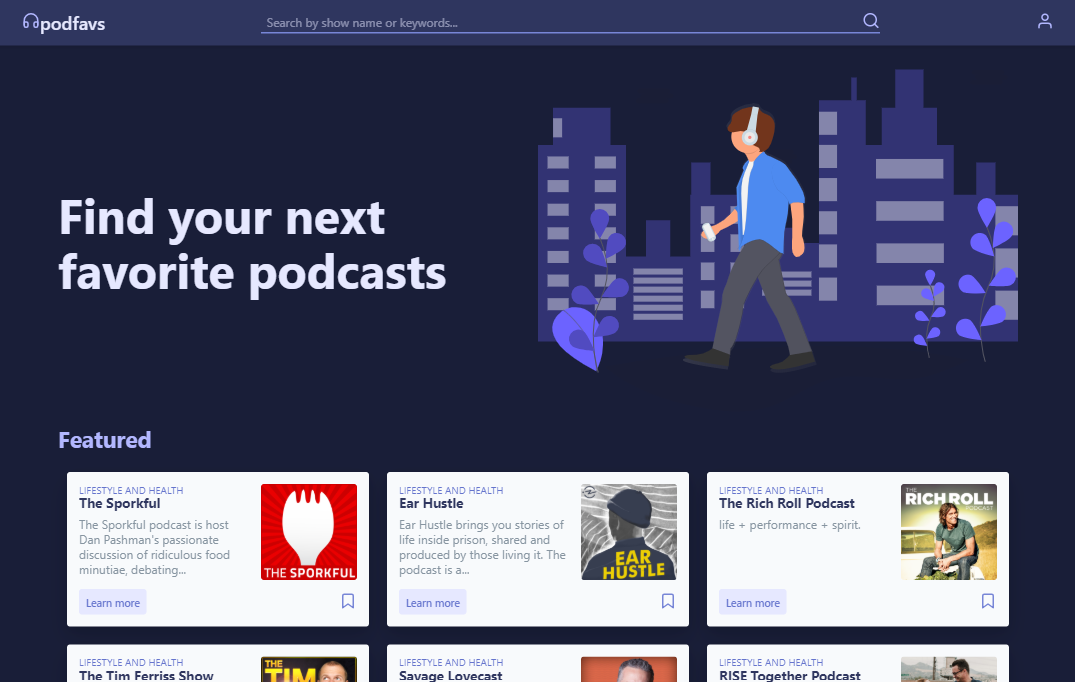 podfavs
Search by show name or keywords...
Find your next
favorite podcasts
Featured
LIFESTYLE AND HEALTH
The Sporkful
The Sporkful podcast is host
Dan Pashman's passionate
discussion of ridiculous food
minutiae, debating...
THE SPORKFUL
Learn more
LIFESTYLE AND HEALTH
Ear Hustle
Ear Hustle brings you stories of
life inside prison, shared and
produced by those living it. The
podcast is a...
EAR
HUSTLE
Learn more
LIFESTYLE AND HEALTH
The Rich Roll Podcast
life + performance + spirit.
THE
RICH ROLL
PODCAST
Learn more
LIFESTYLE AND HEALTH
The Tim Ferriss Show
THE
TIM
LIFESTYLE AND HEALTH
Savage Lovecast
LIFESTYLE AND HEALTH
RISE Together Podcast